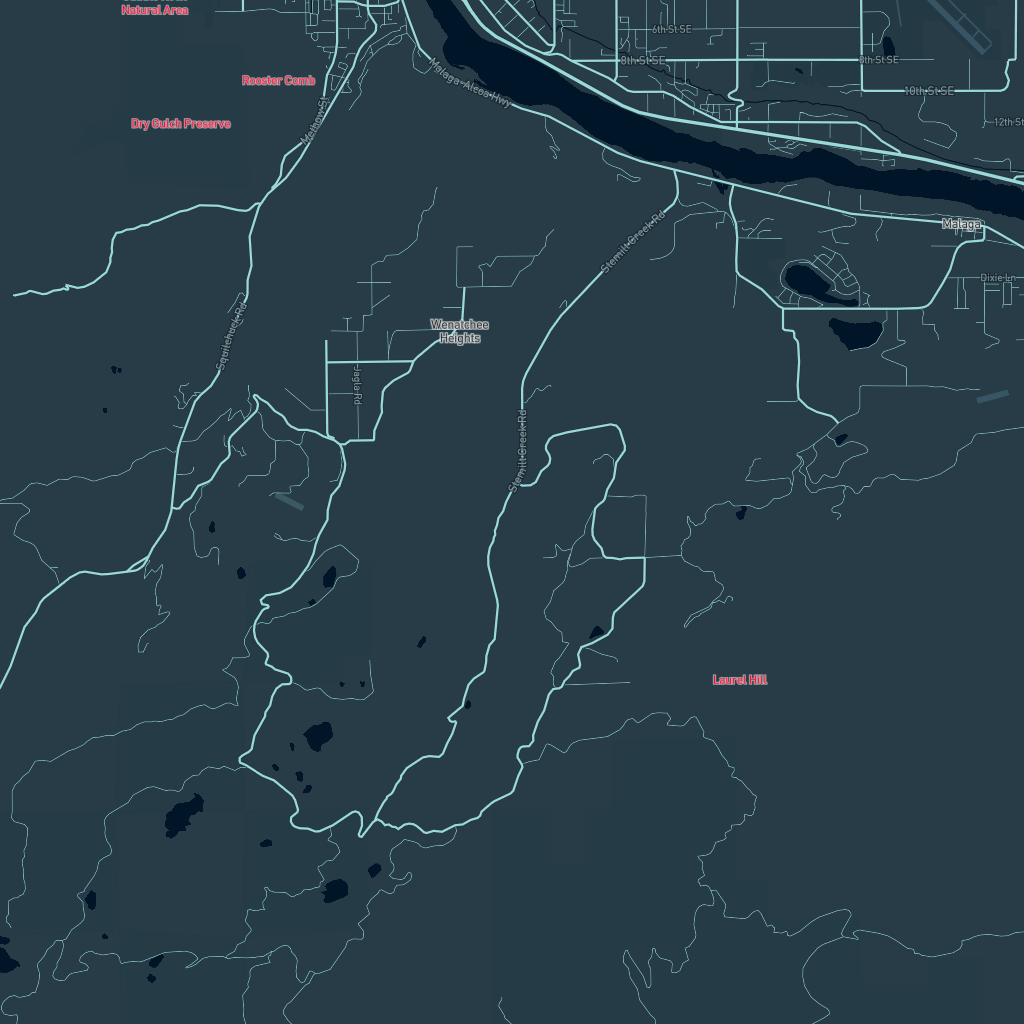 Natural Area
6th St SE
8th St SE
8th St SE
Rooster Comb
Malaga-Alcoa Hwy
10th St SE
Methow St
Dry Gulch Preserve
12th St
Malaga
Stemilt Creek Rd
Dixie Ln
Squilchuck Rd
Wenatchee
Heights
Jagla Rd
Stemilt Creek Rd
Laurel Hill